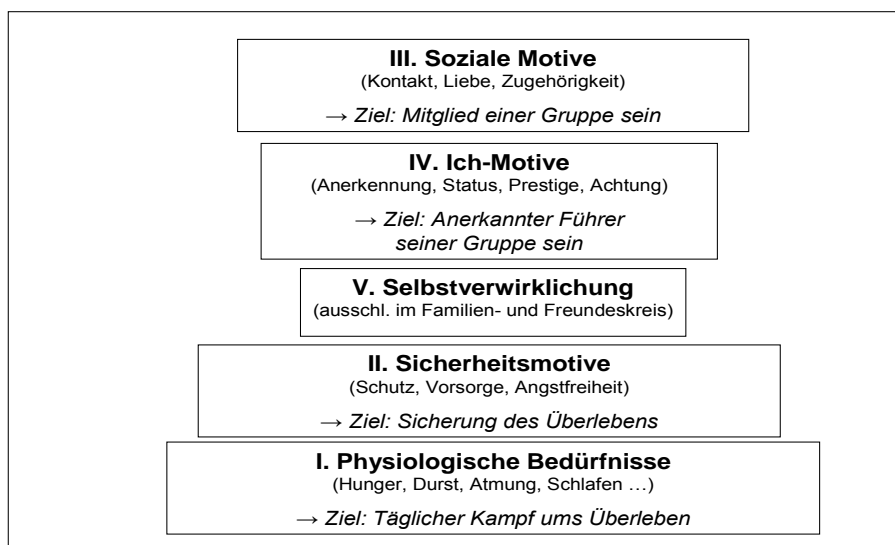 III. Soziale Motive
(Kontakt, Liebe, Zugehörigkeit)
→ Ziel: Mitglied einer Gruppe sein
IV. Ich-Motive
(Anerkennung, Status, Prestige, Achtung)
→ Ziel: Anerkannter Führer
seiner Gruppe sein
V. Selbstverwirklichung
(ausschl. im Familien- und Freundeskreis)
II. Sicherheitsmotive
(Schutz, Vorsorge, Angstfreiheit)
→ Ziel: Sicherung des Überlebens
I. Physiologische Bedürfnisse
(Hunger, Durst, Atmung, Schlafen …)
→ Ziel: Täglicher Kampf ums Überleben